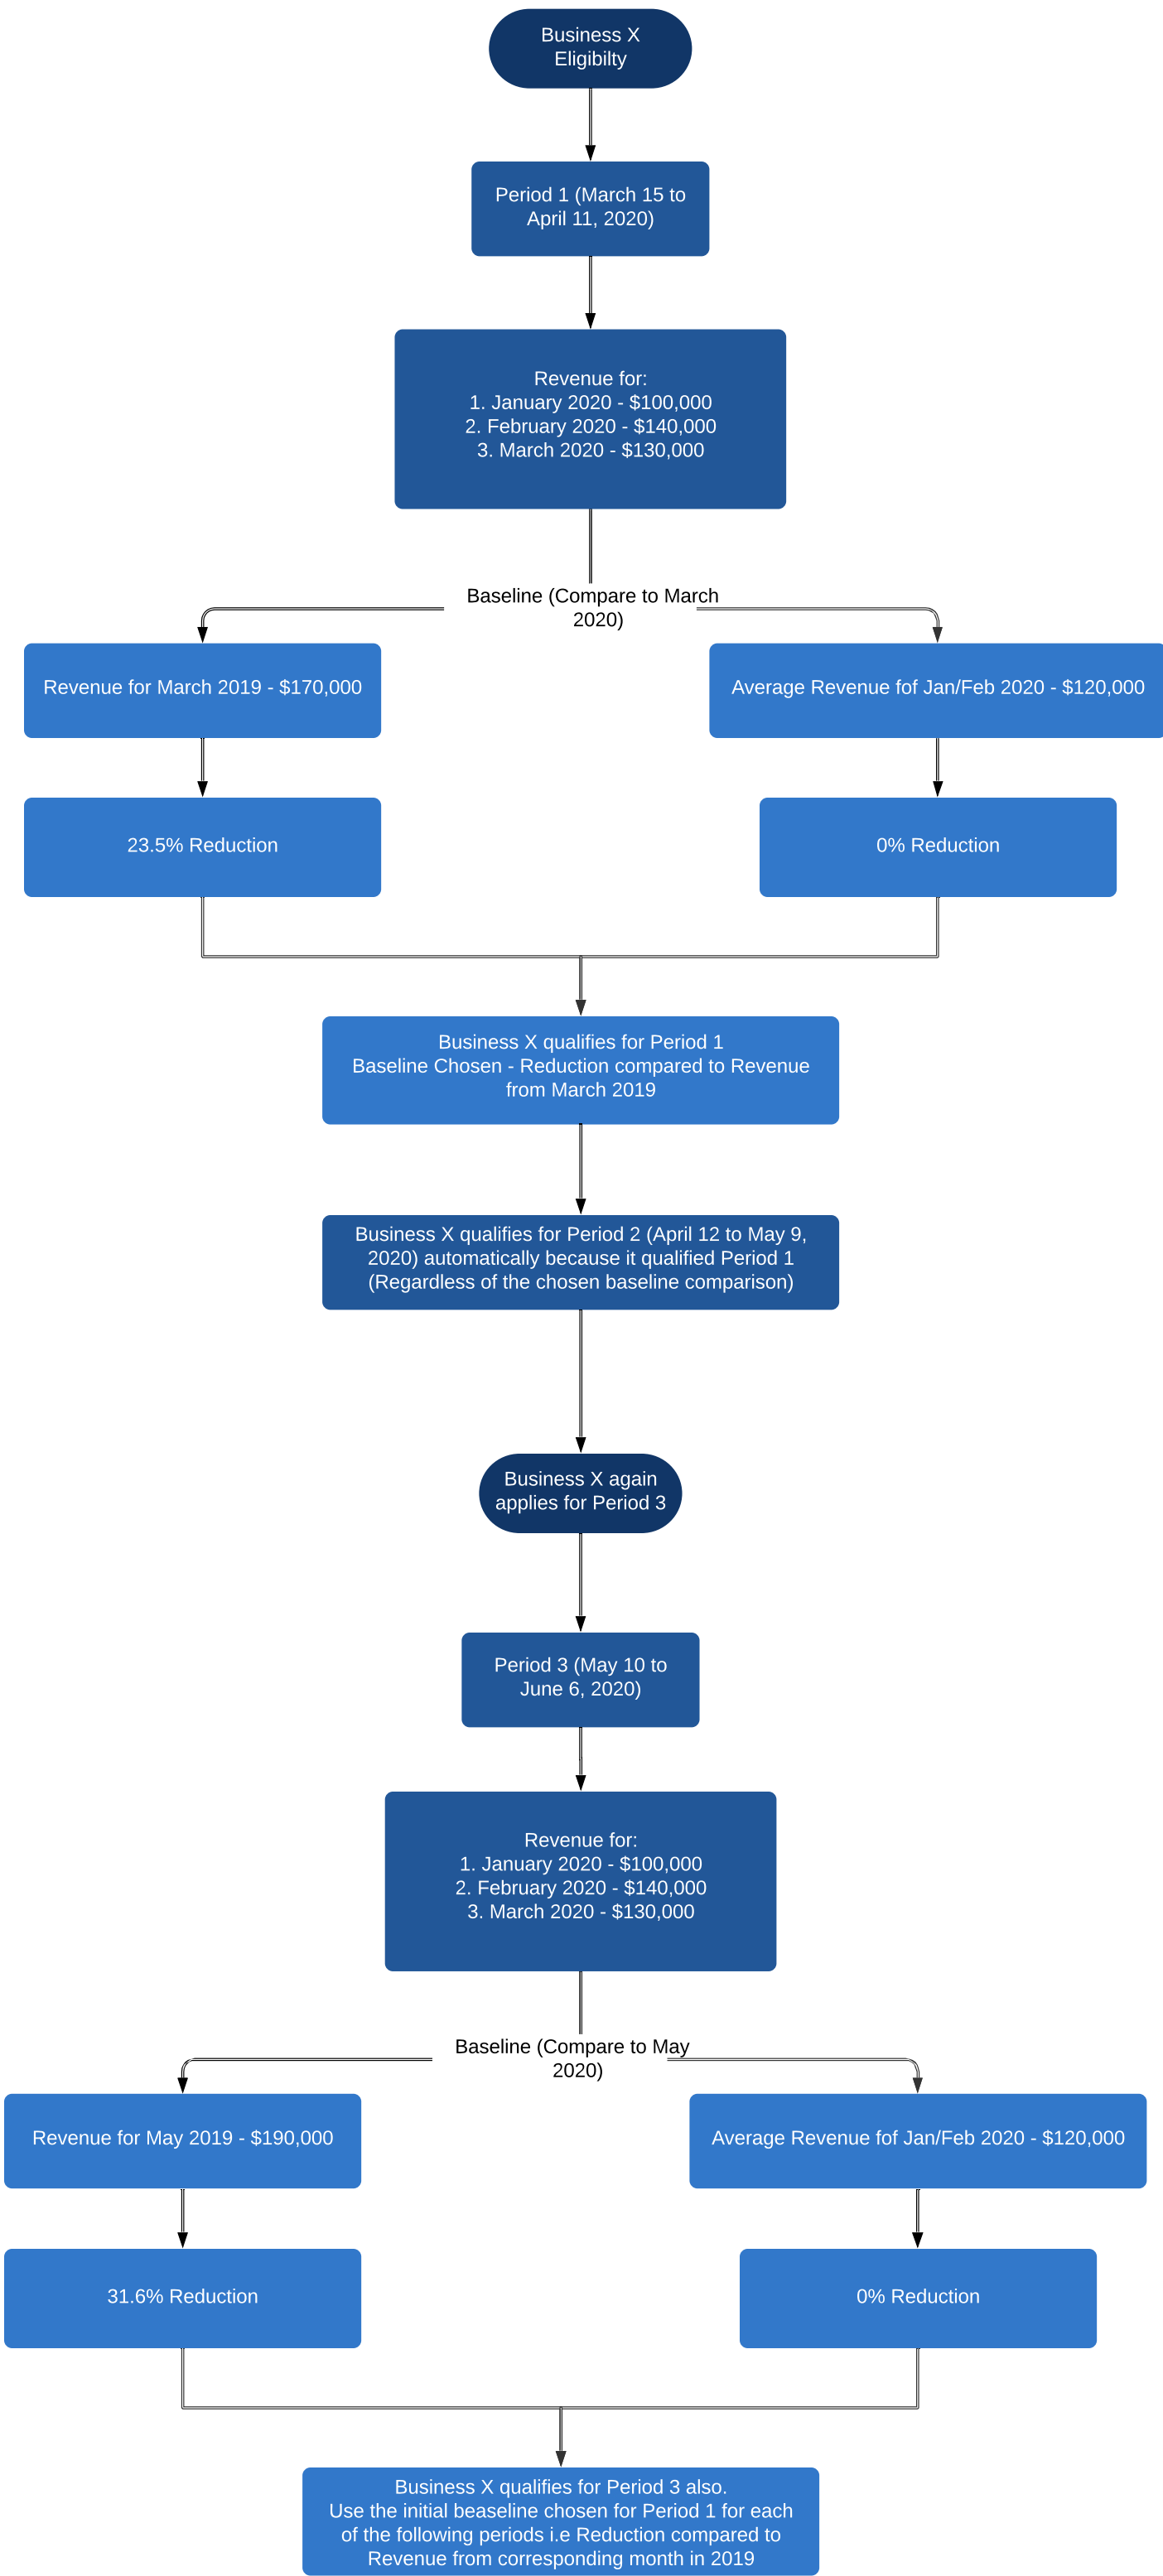 Business X
Eligibilty
Period 1 (March 15 to
April 11, 2020)
Revenue for:
1. January 2020 - $100,000
2. February 2020 - $140,000
3. March 2020 - $130,000
Baseline (Compare to March
2020)
Revenue for March 2019 - $170,000
Average Revenue fof Jan/Feb 2020 - $120,000
23.5% Reduction
0% Reduction
Business X qualifies for Period 1
Baseline Chosen - Reduction compared to Revenue
from March 2019
Business X qualifies for Period 2 (April 12 to May 9,
2020) automatically because it qualified Period 1
(Regardless of the chosen baseline comparison)
Business X again
applies for Period 3
Period 3 (May 10 to
June 6, 2020)
Revenue for:
1. January 2020 - $100,000
2. February 2020 - $140,000
3. March 2020 - $130,000
Baseline (Compare to May
2020)
Revenue for May 2019 - $190,000
Average Revenue fof Jan/Feb 2020 - $120,000
31.6% Reduction
0% Reduction
Business X qualifies for Period 3 also.
Use the initial beaseline chosen for Period 1 for each
of the following periods i.e Reduction compared to
Revenue from corresponding month in 2019